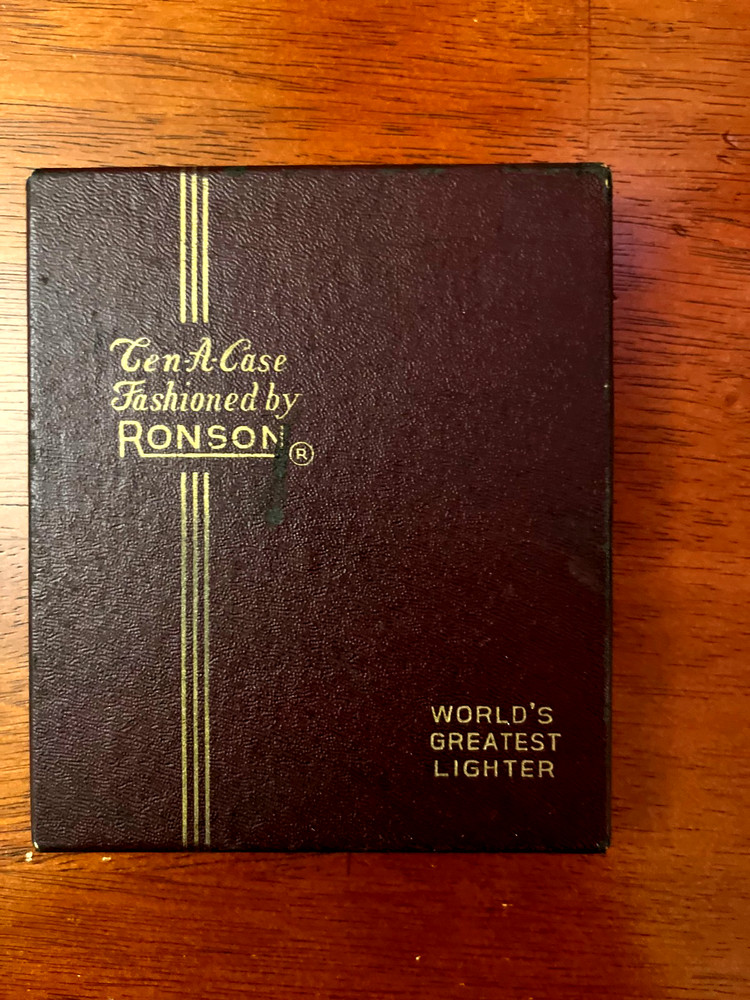 Ten-A-Case
Fashioned by
RONSON ®
WORLD'S
GREATEST
LIGHTER